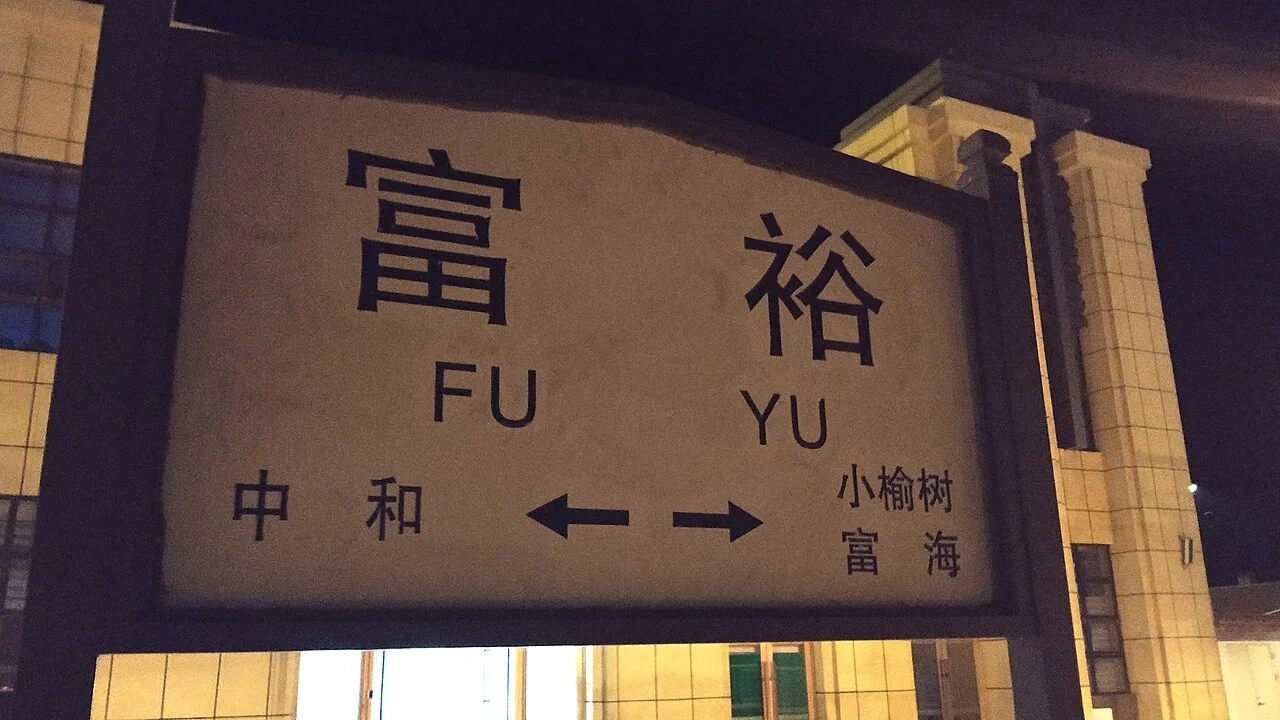 富 裕
FU YU
中 和 ←→ 小榆树
富 海